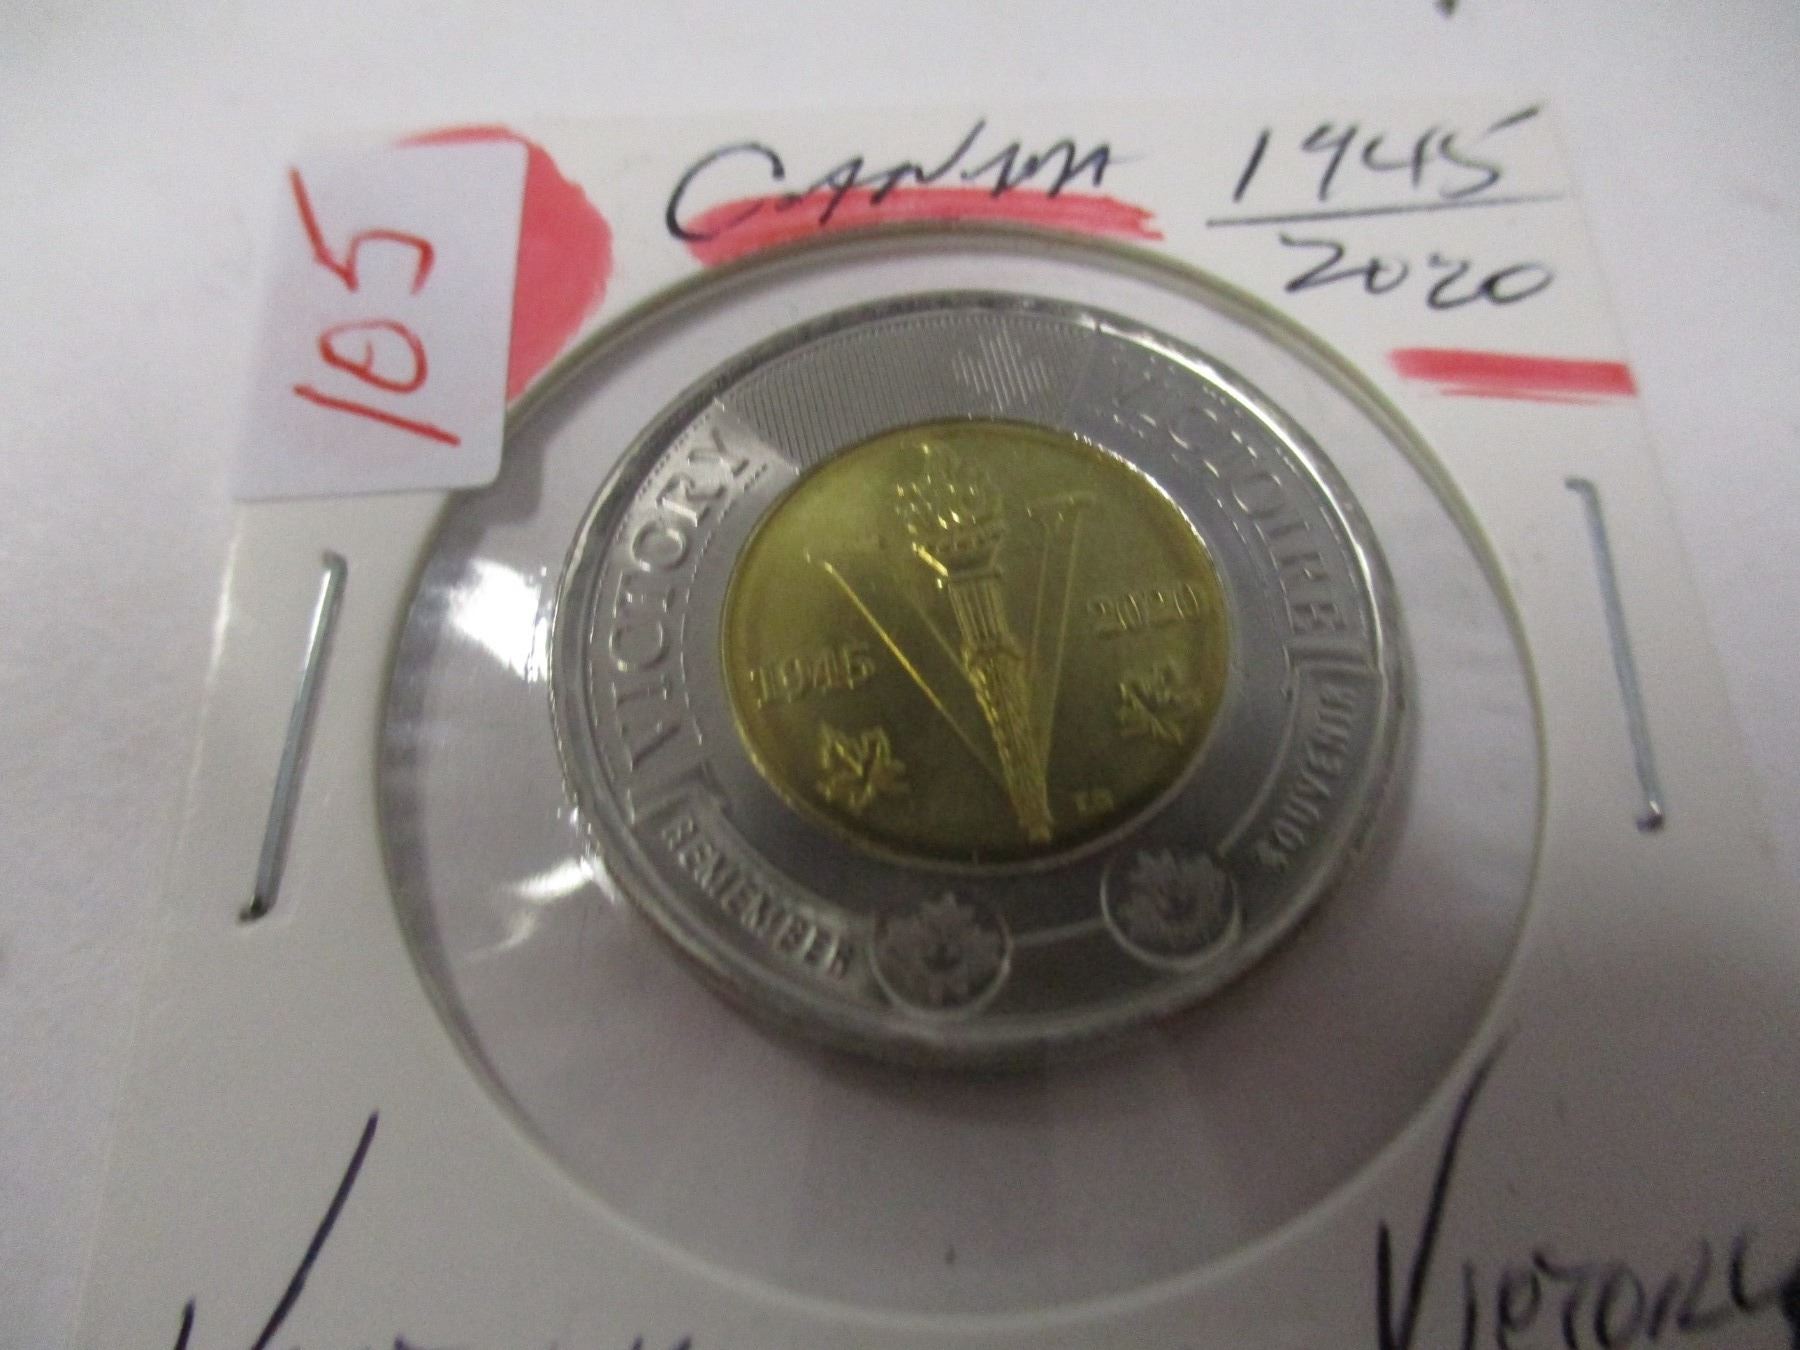 105
CANADA
1945
2020
VICTORY
VICTOIRE
1945
2020
REMEMBER
SOUVENIR
VICTORY